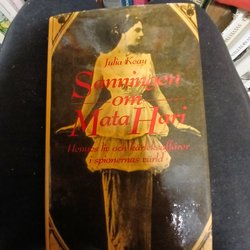 Julia Keay
Sanningen
om
Mata Hari
Hennes liv och kärleksaffärer
i spionernas värld